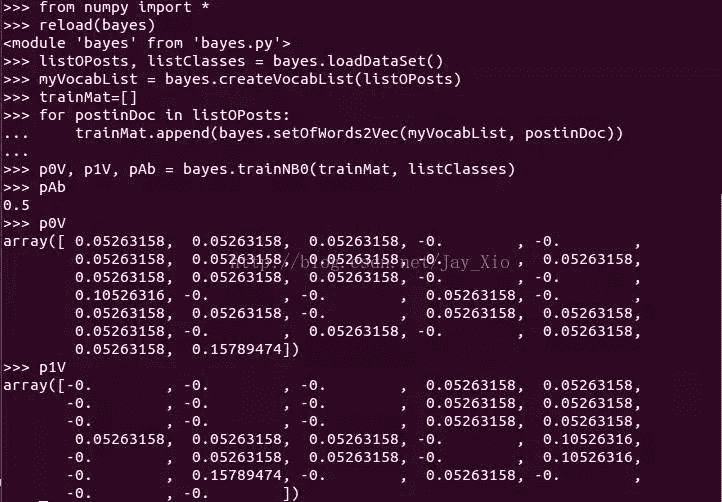 >>> from numpy import *
>>> reload(bayes)
<module 'bayes' from 'bayes.py'>
>>> listOPosts, listClasses = bayes.loadDataSet()
>>> myVocabList = bayes.createVocabList(listOPosts)
>>> trainMat=[]
>>> for postinDoc in listOPosts:
...     trainMat.append(bayes.setOfWords2Vec(myVocabList, postinDoc))
...
>>> p0V, p1V, pAb = bayes.trainNB0(trainMat, listClasses)
>>> pAb
0.5
>>> p0V
array([ 0.05263158,  0.05263158,  0.05263158, -0.        , -0.        ,
        0.05263158,  0.05263158,  0.05263158, -0.        ,  0.05263158,
http://blog.csdn.net/Jay_Xio
        0.05263158,  0.05263158,  0.05263158, -0.        , -0.        ,
        0.10526316, -0.        , -0.        ,  0.05263158, -0.        ,
        0.05263158,  0.05263158, -0.        ,  0.05263158,  0.05263158,
        0.05263158, -0.        ,  0.05263158, -0.        ,  0.05263158,
        0.05263158,  0.15789474])
>>> p1V
array([-0.        , -0.        , -0.        ,  0.05263158,  0.05263158,
       -0.        , -0.        , -0.        ,  0.05263158,  0.05263158,
       -0.        , -0.        , -0.        ,  0.05263158,  0.05263158,
        0.05263158,  0.05263158,  0.05263158, -0.        ,  0.10526316,
       -0.        ,  0.05263158,  0.05263158, -0.        ,  0.10526316,
       -0.        ,  0.15789474, -0.        ,  0.05263158, -0.        ,
       -0.        , -0.        ])